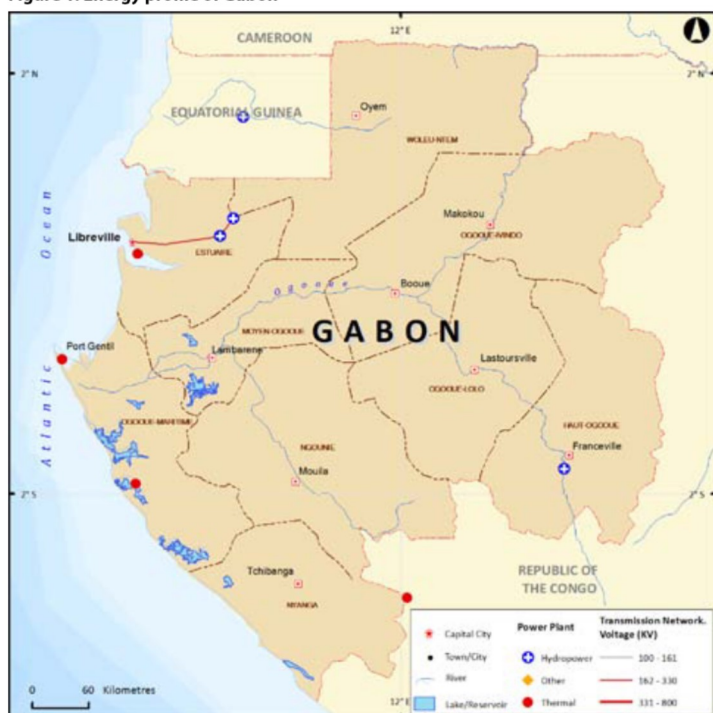 Figure 1: Energy profile of Gabon
CAMEROON
12° E
2° N
2° N
EQUATORIAL GUINEA
Oyem
WOLEU-NTEM
Ocean
Makokou
OGOOUE-IVINDO
Libreville
ESTUAIRE
Ogooue
Booue
GABON
MOYEN-OGOOUE
Port Gentil
Lambarene
Lastoursville
OGOOUE-LOLO
Atlantic
OGOOUE-MARITIME
HAUT-OGOOUE
NGOUNIE
Franceville
Mouila
2° S
2° S
REPUBLIC OF
THE CONGO
Tchibanga
NYANGA
Capital City
Town/City
River
Lake/Reservoir
Power Plant
Hydropower
Other
Thermal
Transmission Network.
Voltage (KV)
100 - 161
162 - 330
331 - 800
0 60 Kilometres
12° E